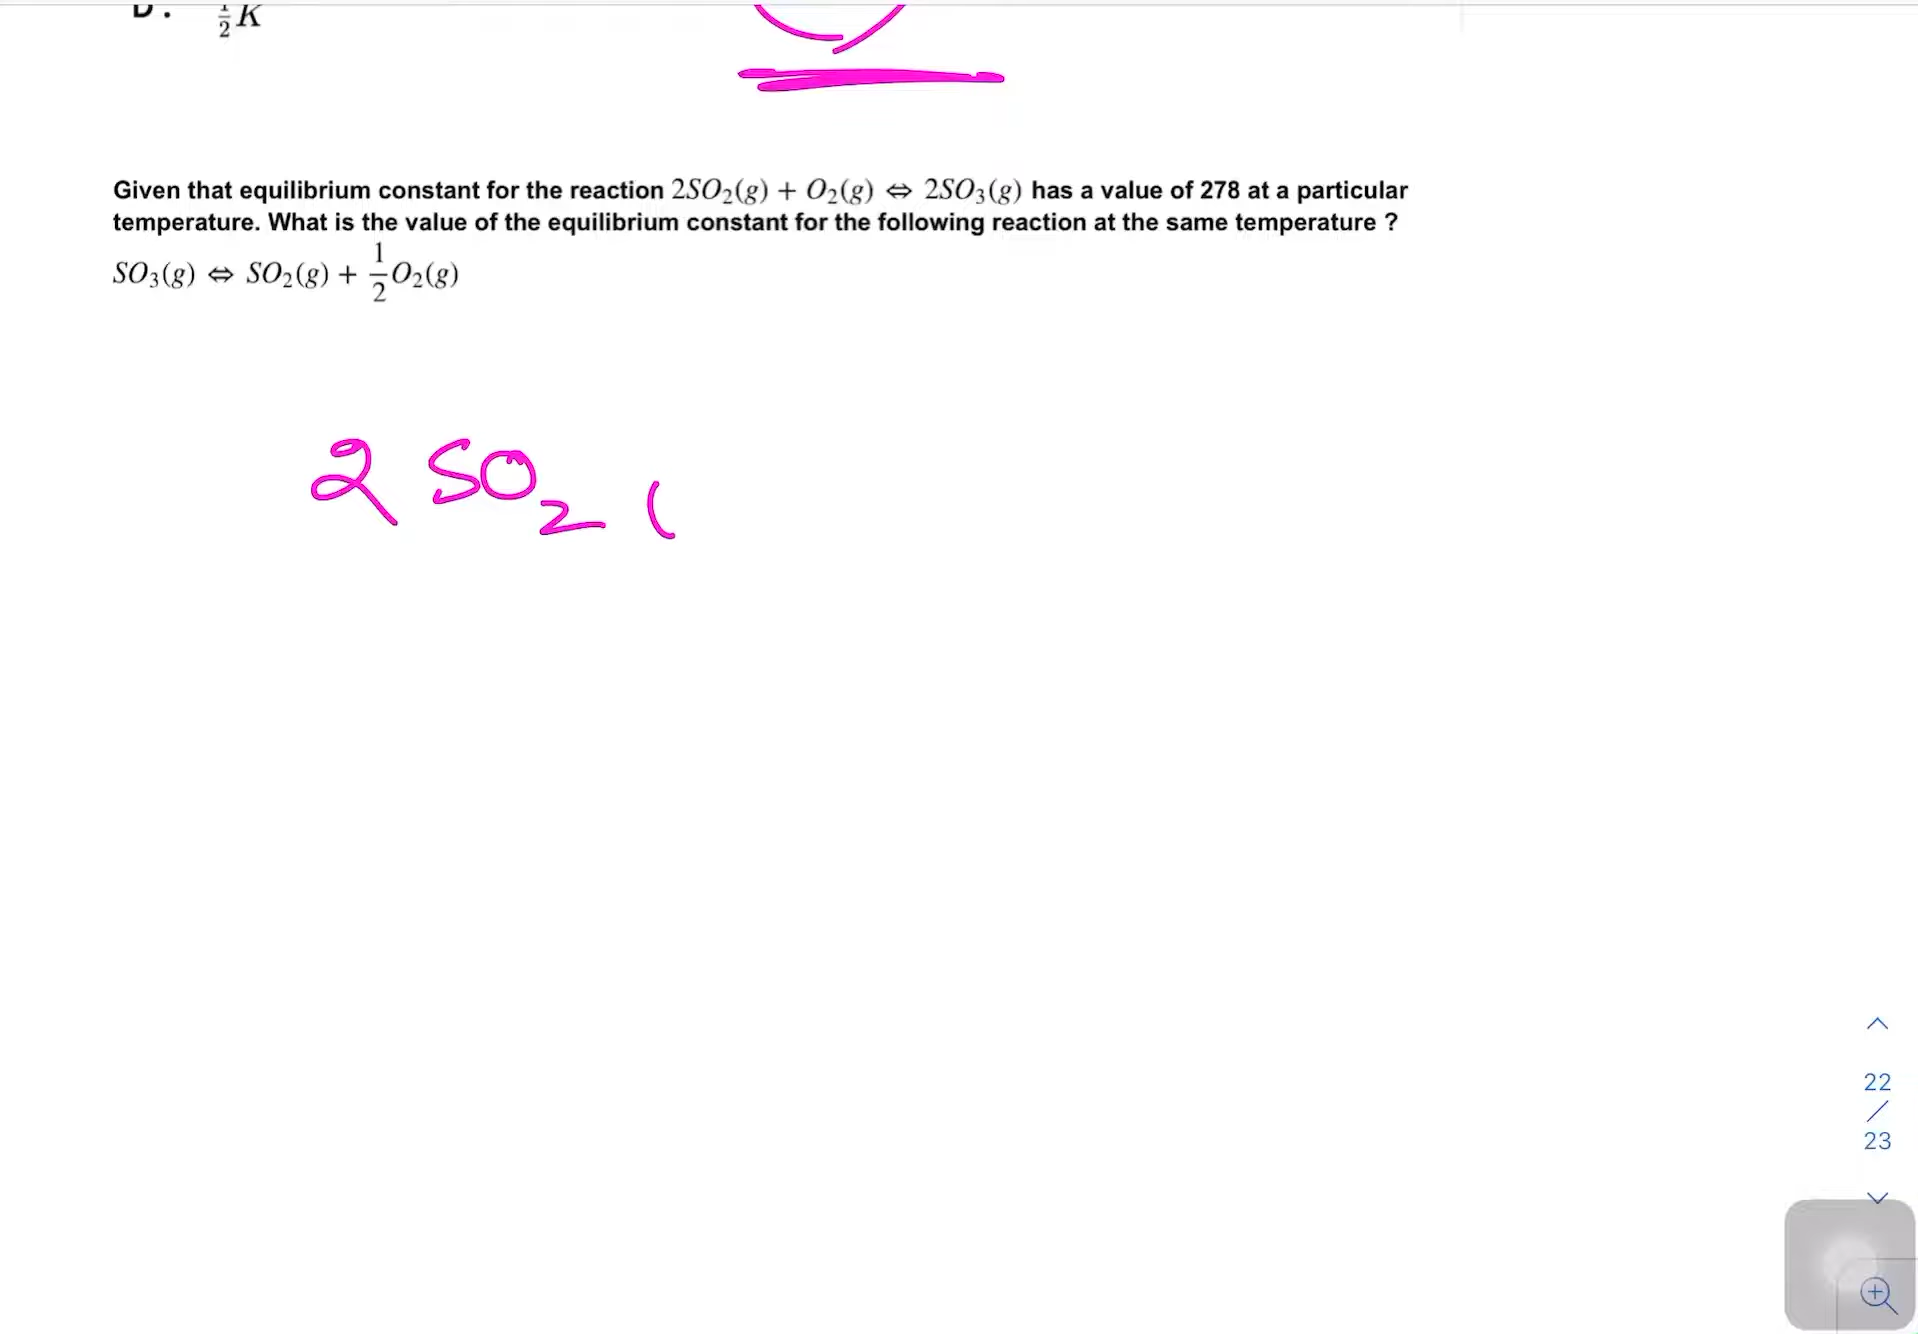 ½K
Given that equilibrium constant for the reaction 2SO₂(g) + O₂(g) ⇔ 2SO₃(g) has a value of 278 at a particular
temperature. What is the value of the equilibrium constant for the following reaction at the same temperature ?
SO₃(g) ⇔ SO₂(g) + ½O₂(g)
2 SO₂ (
22
/
23